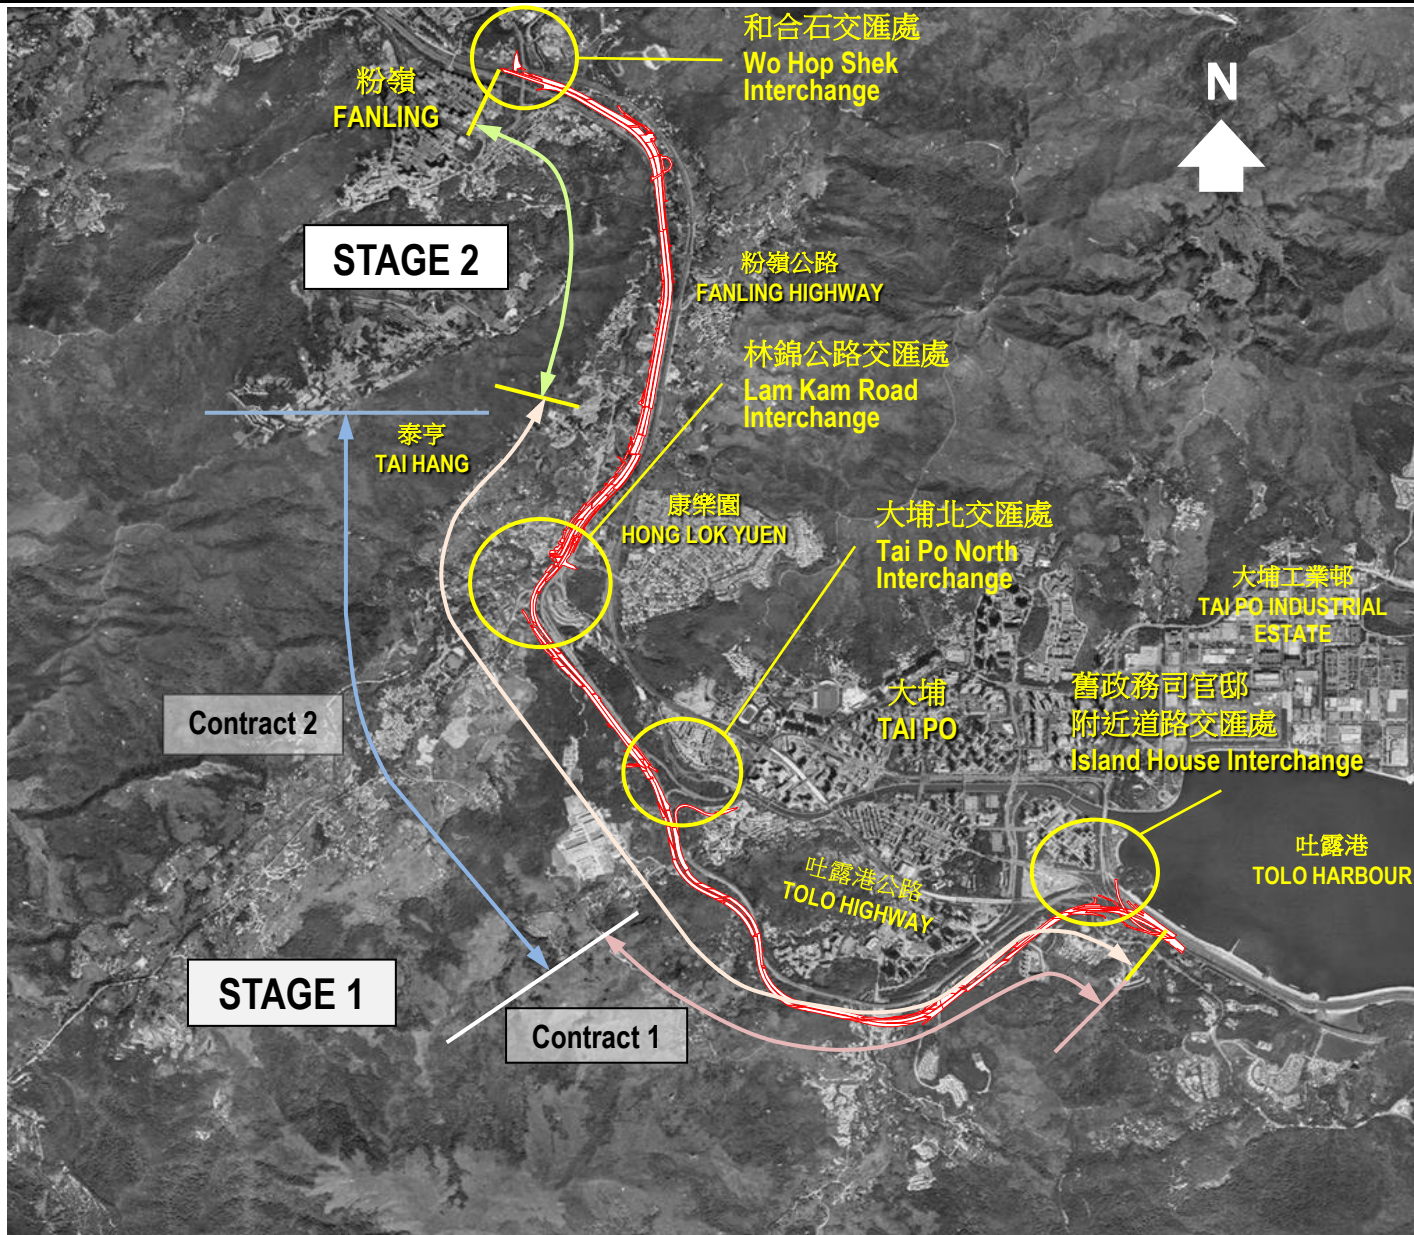 和合石交匯處
Wo Hop Shek
Interchange
N
粉嶺
FANLING
STAGE 2
粉嶺公路
FANLING HIGHWAY
林錦公路交匯處
Lam Kam Road
Interchange
泰亨
TAI HANG
康樂園
HONG LOK YUEN
大埔北交匯處
Tai Po North
Interchange
大埔工業邨
TAI PO INDUSTRIAL
ESTATE
大埔
TAI PO
舊政務司官邸
附近道路交匯處
Island House Interchange
Contract 2
吐露港
TOLO HARBOUR
吐露港公路
TOLO HIGHWAY
STAGE 1
Contract 1